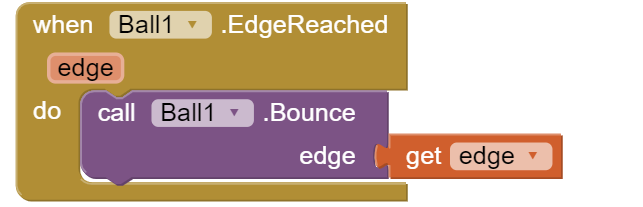 when Ball1 .EdgeReached
edge
do call Ball1 .Bounce
edge get edge